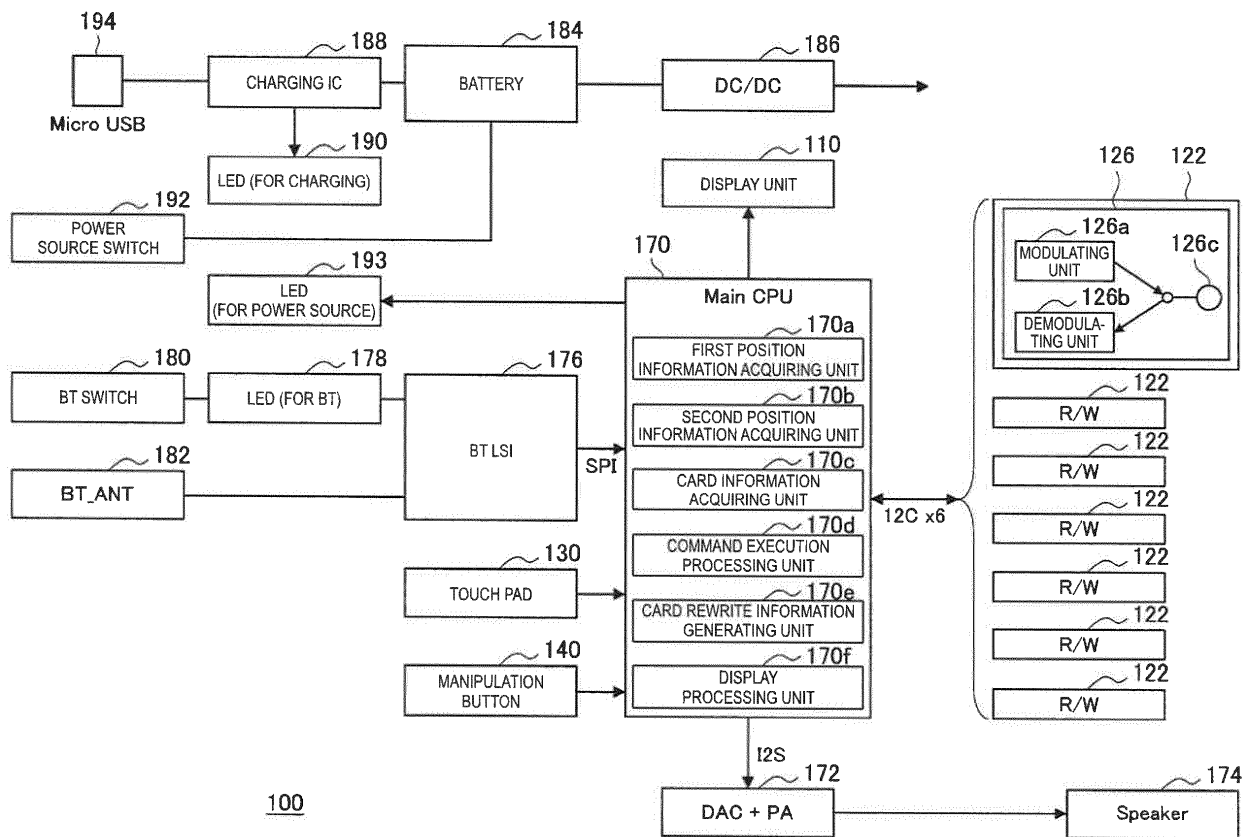 194
188
184
186
CHARGING IC
BATTERY
DC/DC
Micro USB
190
LED (FOR CHARGING)
110
DISPLAY UNIT
192
POWER
SOURCE SWITCH
193
LED
(FOR POWER SOURCE)
126
122
126a
MODULATING
UNIT
126c
126b
DEMODULA-
TING UNIT
170
Main CPU
170a
FIRST POSITION
INFORMATION ACQUIRING UNIT
170b
SECOND POSITION
INFORMATION ACQUIRING UNIT
170c
CARD INFORMATION
ACQUIRING UNIT
170d
COMMAND EXECUTION
PROCESSING UNIT
170e
CARD REWRITE INFORMATION
GENERATING UNIT
170f
DISPLAY
PROCESSING UNIT
180
BT SWITCH
178
LED (FOR BT)
176
BT LSI
SPI
182
BT_ANT
130
TOUCH PAD
140
MANIPULATION
BUTTON
12C x6
122
R/W
122
R/W
122
R/W
122
R/W
122
R/W
122
R/W
I2S
172
DAC + PA
174
Speaker
100